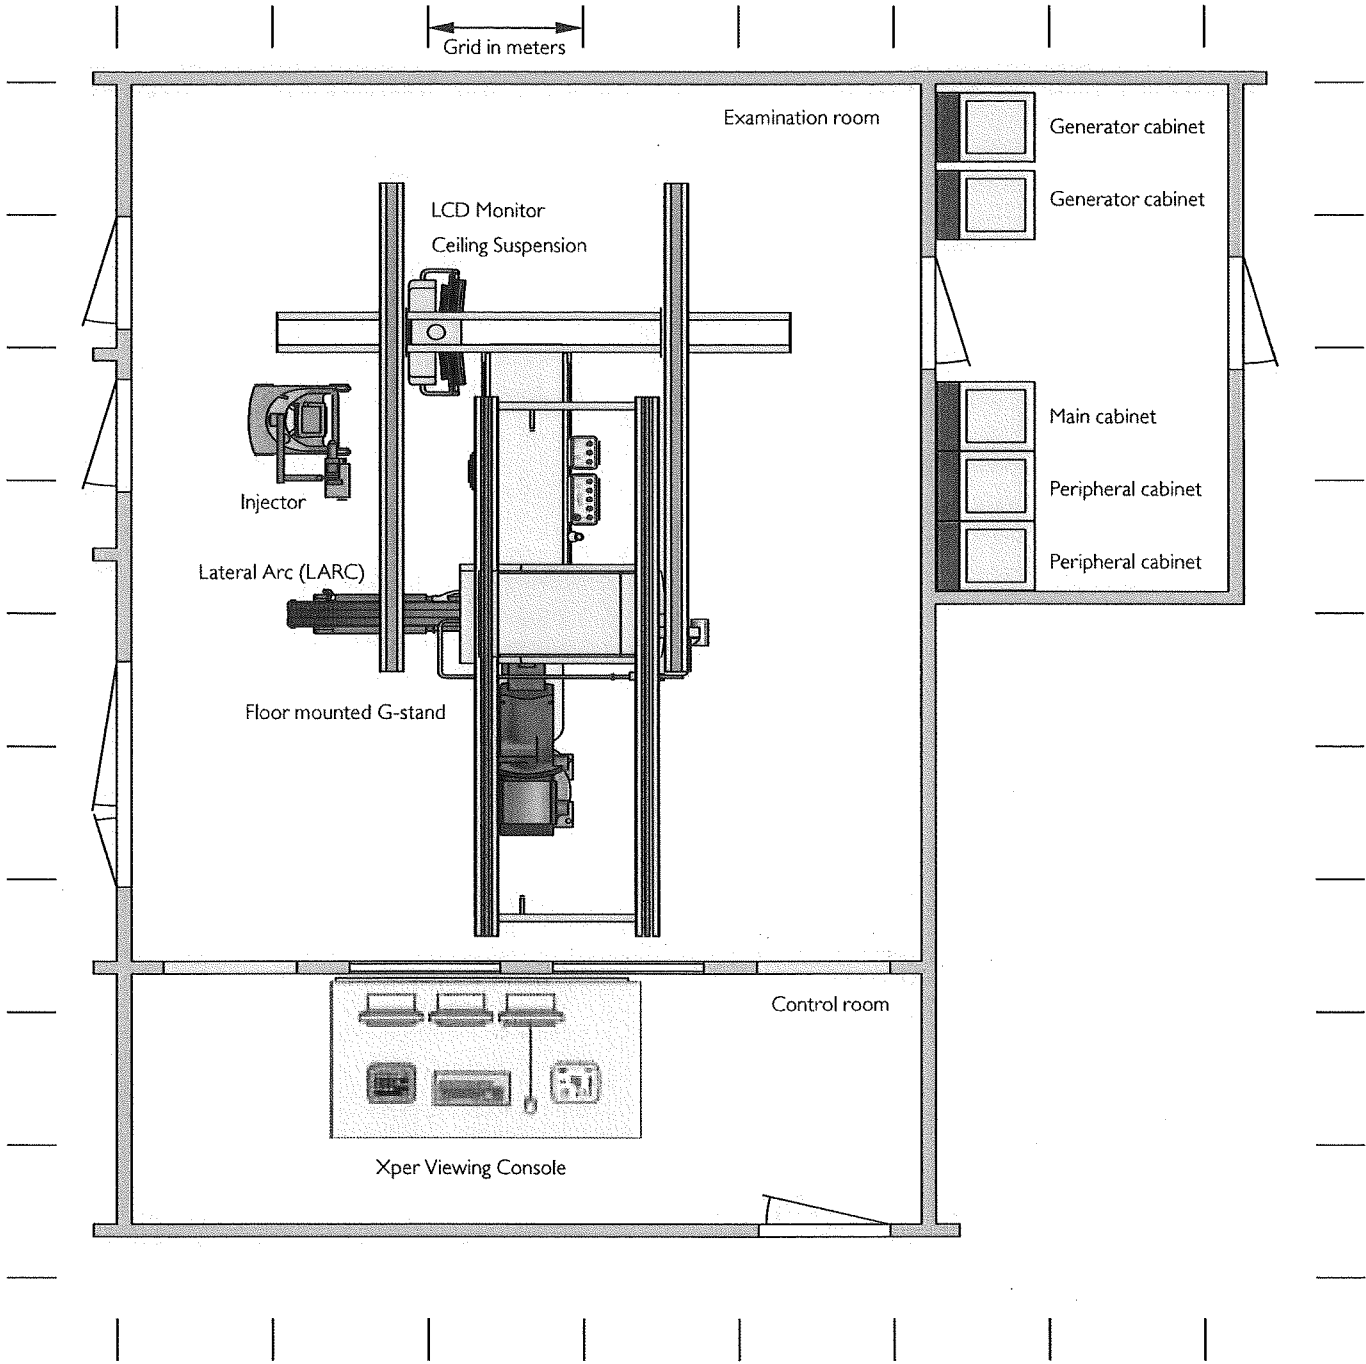 Grid in meters
Examination room
Generator cabinet
Generator cabinet
LCD Monitor
Ceiling Suspension
Main cabinet
Peripheral cabinet
Injector
Peripheral cabinet
Lateral Arc (LARC)
Floor mounted G-stand
Control room
Xper Viewing Console